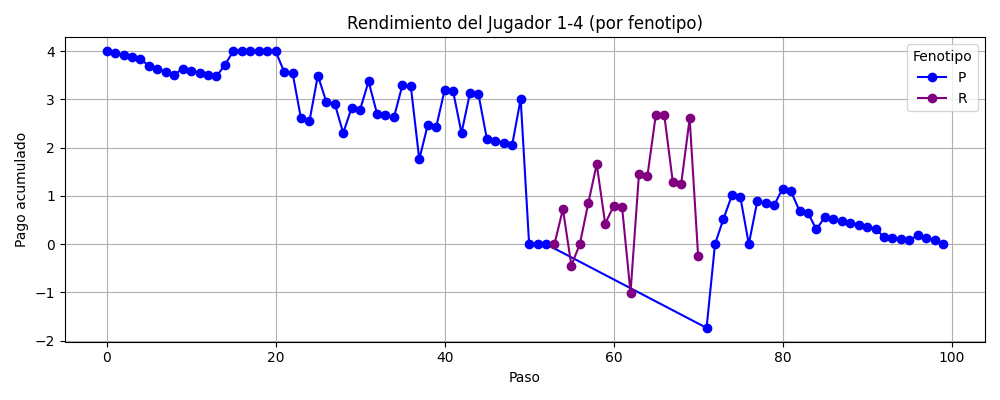 Rendimiento del Jugador 1-4 (por fenotipo)
Fenotipo
P
R
Pago acumulado
4
3
2
1
0
−1
−2
0 20 40 60 80 100
Paso